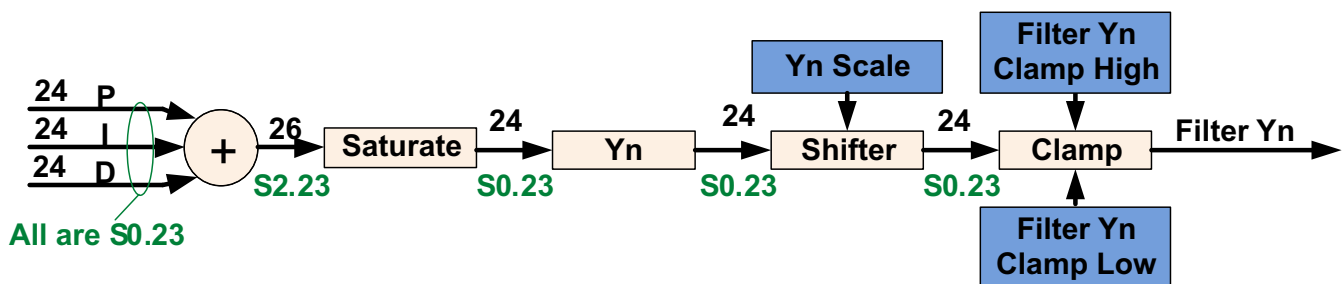 24 P
24 I
24 D
All are S0.23
+
26
S2.23
Saturate
24
S0.23
Yn
24
S0.23
Yn Scale
Shifter
24
S0.23
Filter Yn
Clamp High
Clamp
Filter Yn
Clamp Low
Filter Yn